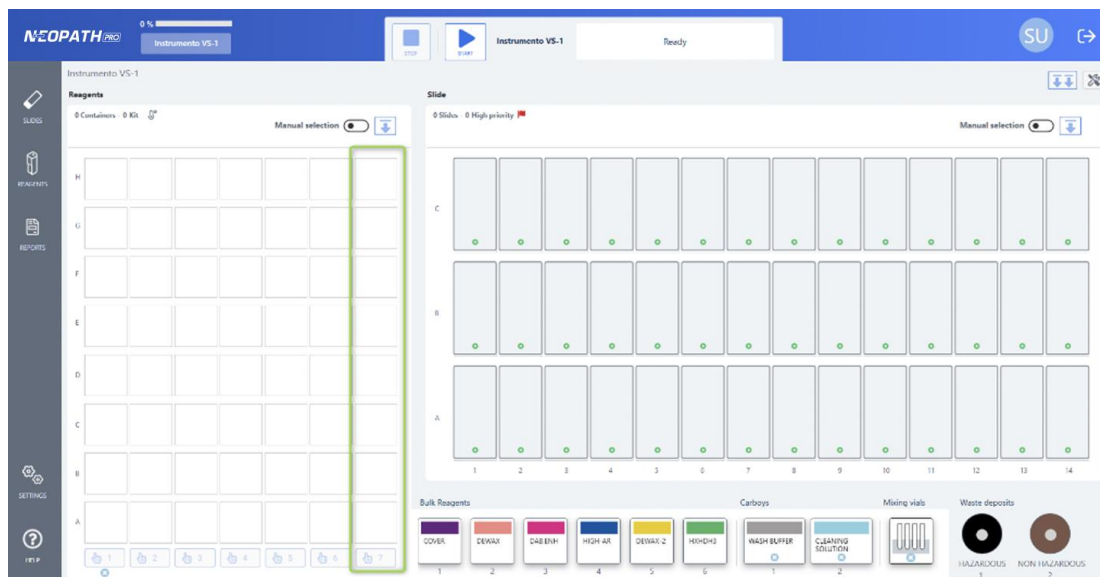 NEOPATH PRO
0 %
Instrumento VS-1
STOP
START
Instrumento VS-1
Ready
SU
Instrumento VS-1
SLIDES
REAGENTS
REPORTS
SETTINGS
HELP
Reagents
0 Containers 0 Kit
Manual selection
H
G
F
E
D
C
B
A
1 2 3 4 5 6 7
Slide
0 Slides 0 High priority
Manual selection
C
B
A
1 2 3 4 5 6 7 8 9 10 11 12 13 14
Bulk Reagents
Carboys
Mixing vials
Waste deposits
COVER
DEWAX
DAB ENH
HIGH-AR
DEWAX-2
WASH BUFFER
CLEANING
SOLUTION
HAZARDOUS
NON HAZARDOUS
1 2 3 4 5 6
1 2
1 2